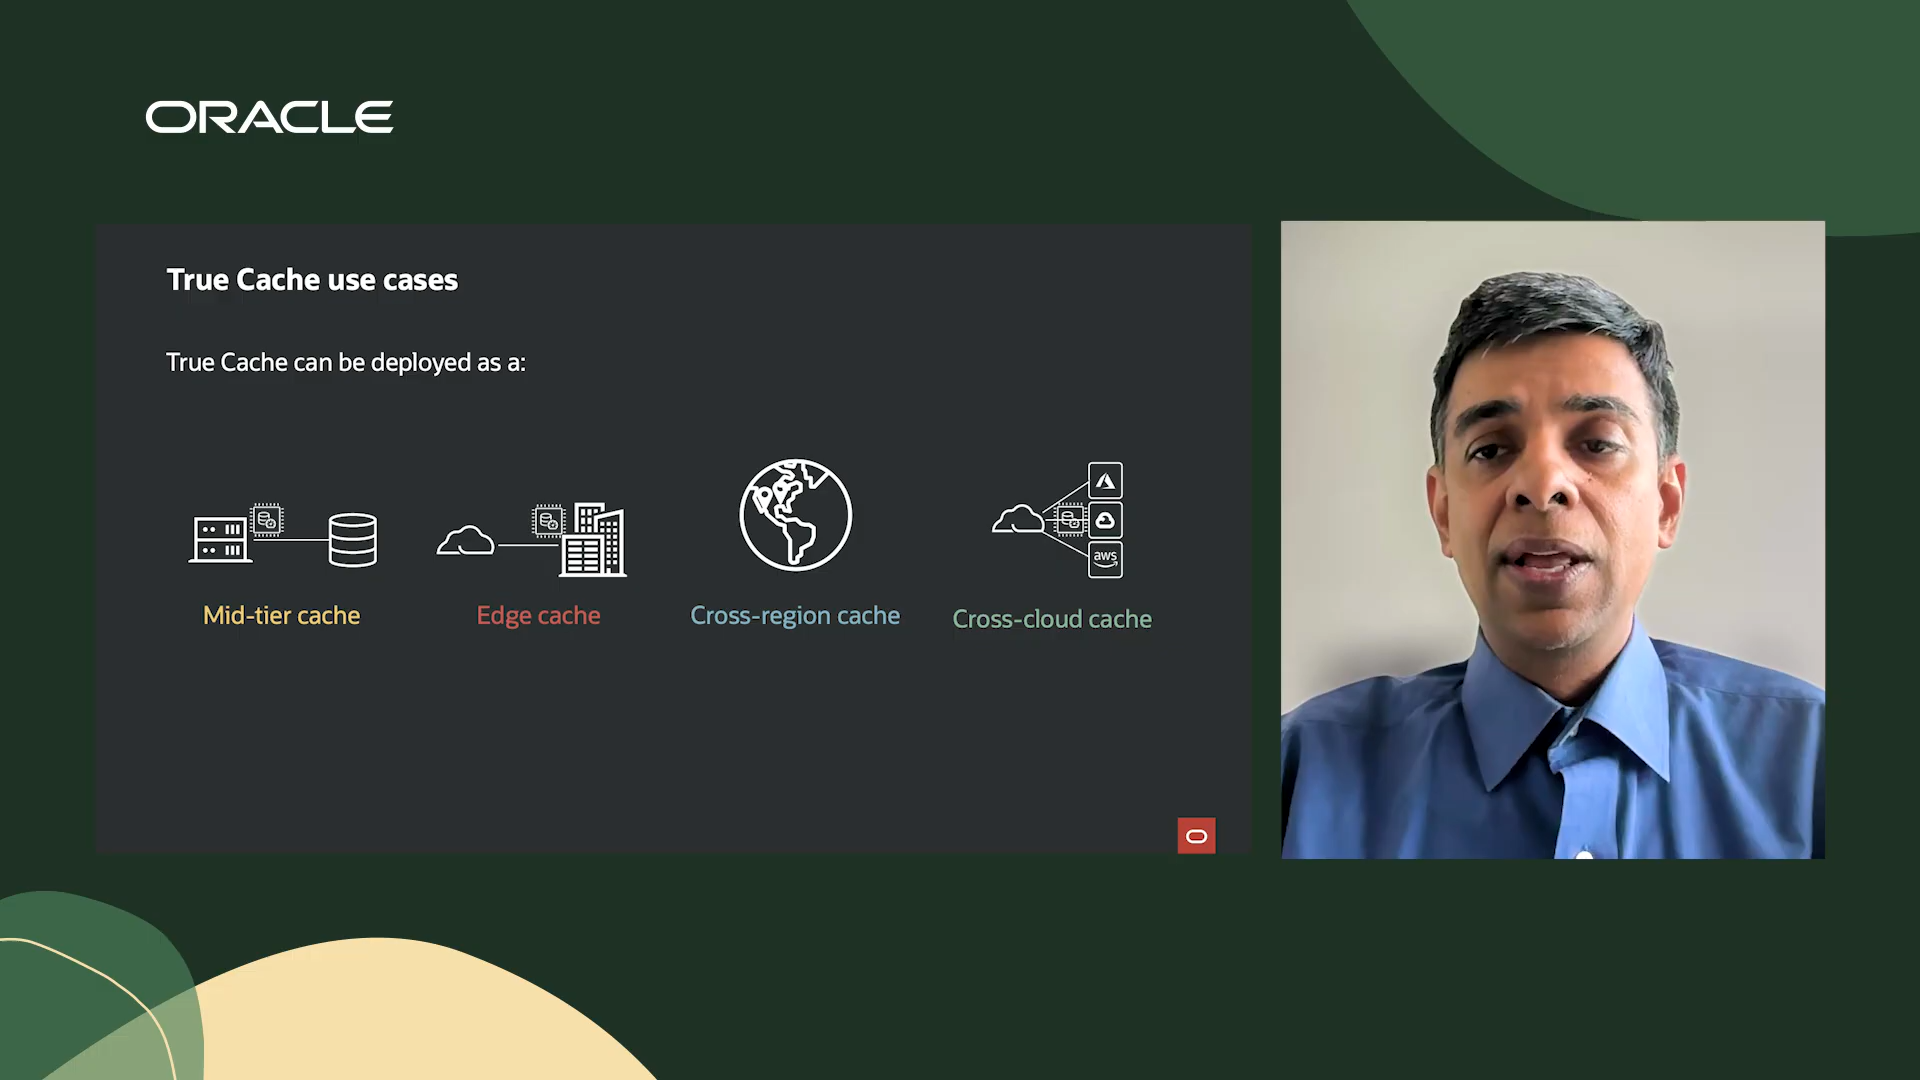 ORACLE
True Cache use cases
True Cache can be deployed as a:
aws
Mid-tier cache
Edge cache
Cross-region cache
Cross-cloud cache